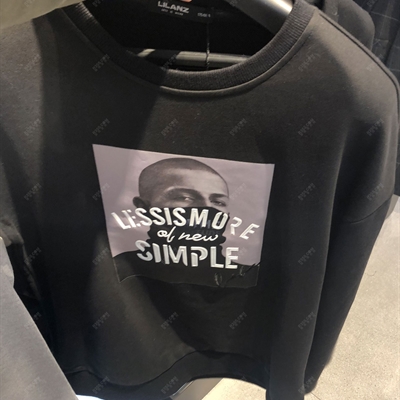 LILANZ
LESSISMORE
of new
SIMPLE